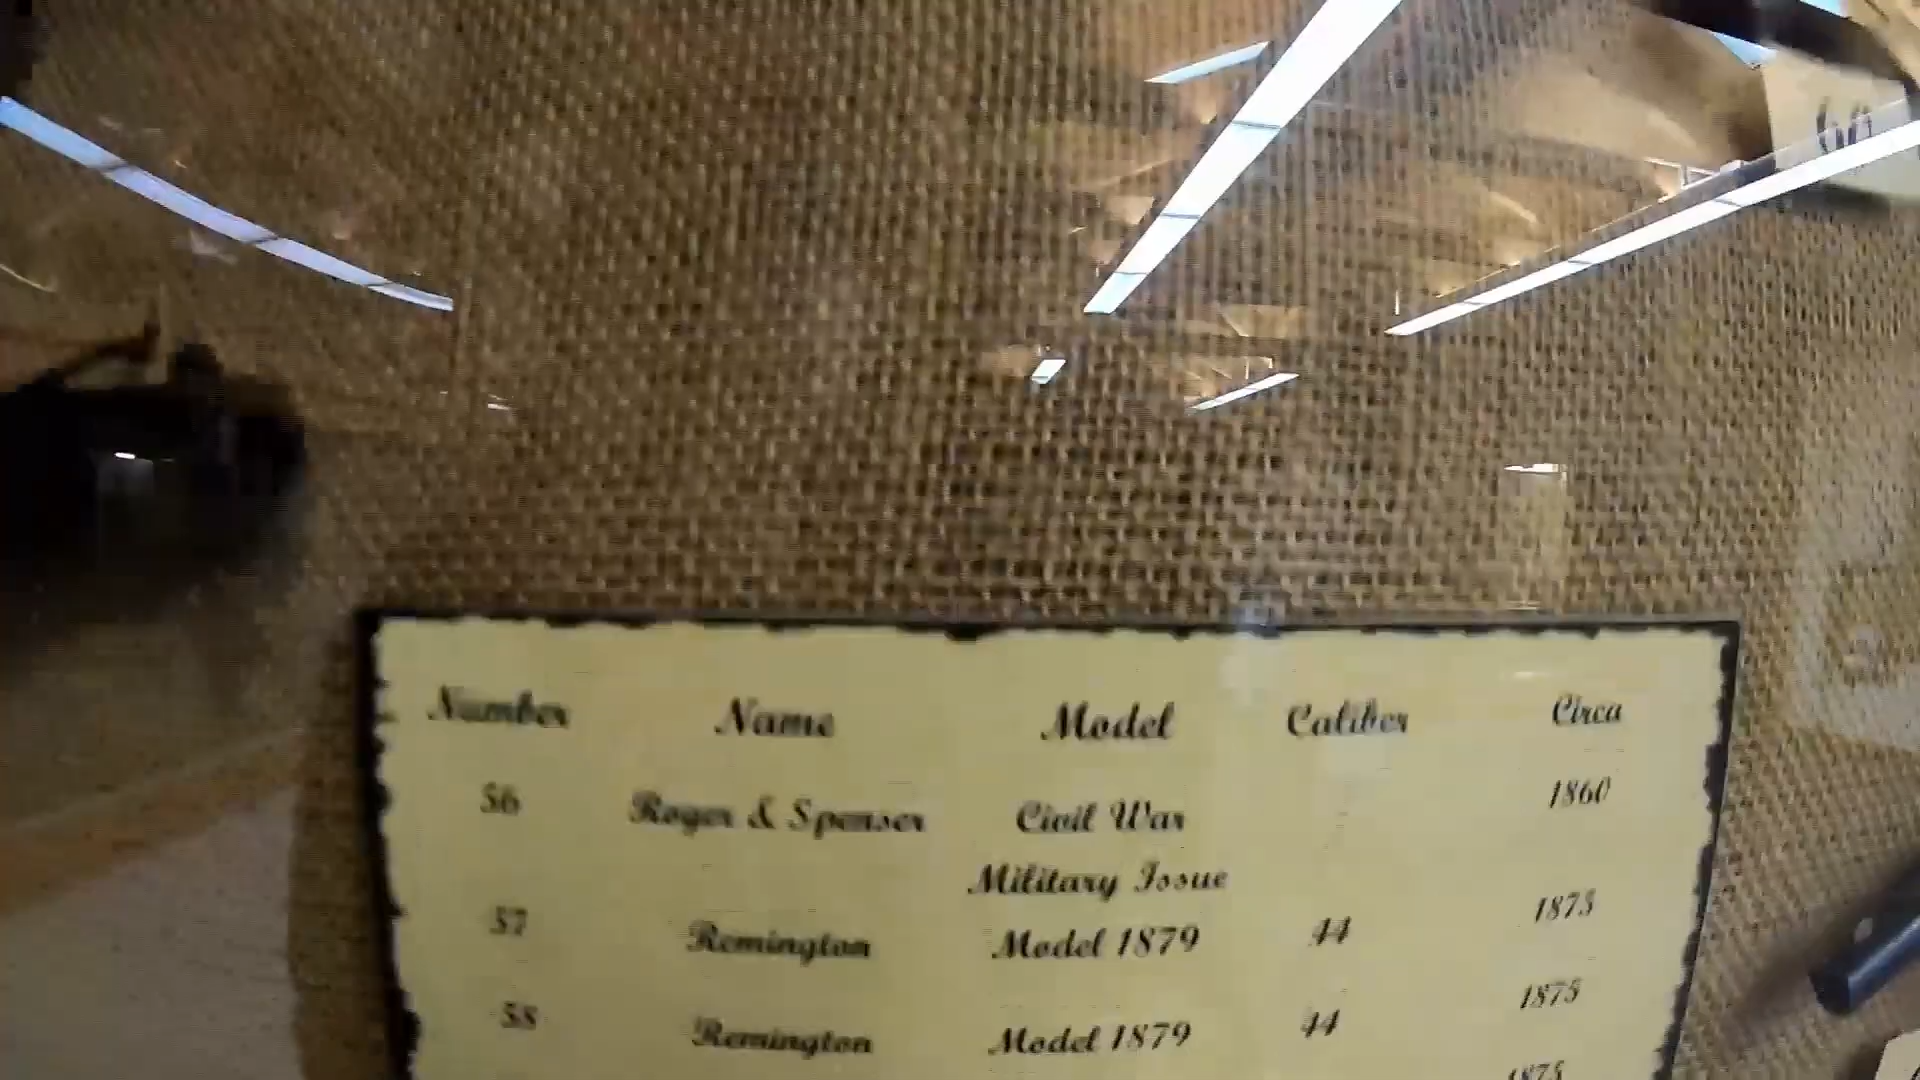 Number Name Model Caliber Circa
56 Roger & Spenser Civil War 1860
Military Issue
57 Remington Model 1879 44 1875
58 Remington Model 1879 44 1875
1875